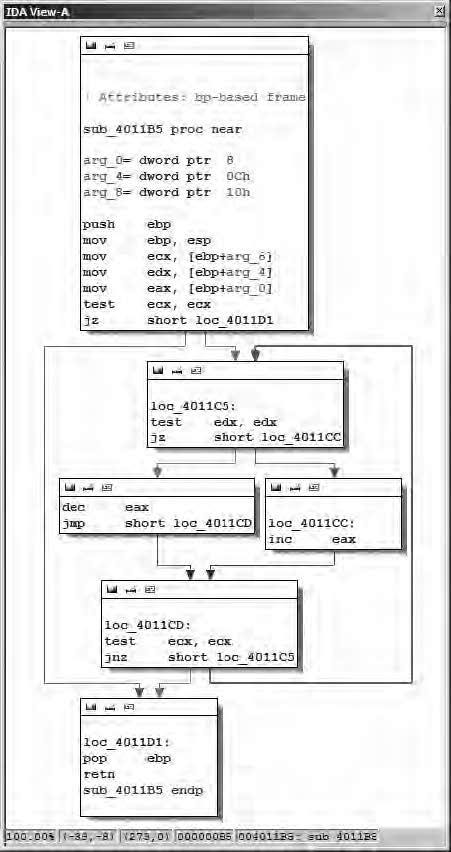 IDA View-A
; Attributes: bp-based frame
sub_4011B5 proc near
arg_0= dword ptr 8
arg_4= dword ptr 0Ch
arg_8= dword ptr 10h
push ebp
mov ebp, esp
mov ecx, [ebp+arg_8]
mov edx, [ebp+arg_4]
mov eax, [ebp+arg_0]
test ecx, ecx
jz short loc_4011D1
loc_4011C5:
test edx, edx
jz short loc_4011CC
dec eax
jmp short loc_4011CD
loc_4011CC:
inc eax
loc_4011CD:
test ecx, ecx
jnz short loc_4011C5
loc_4011D1:
pop ebp
retn
sub_4011B5 endp
100.00% (273,0) 000000B5 004011B5: sub_4011B5